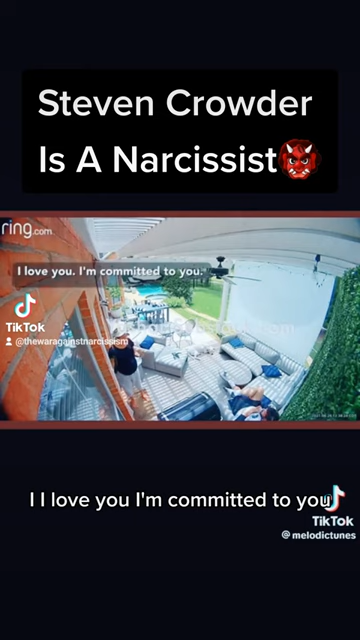 Steven Crowder
Is A Narcissist
ring.com
I love you. I'm committed to you.
TikTok
@thewaragainstnarcissism
I I love you I'm committed to you
TikTok
@melodictunes